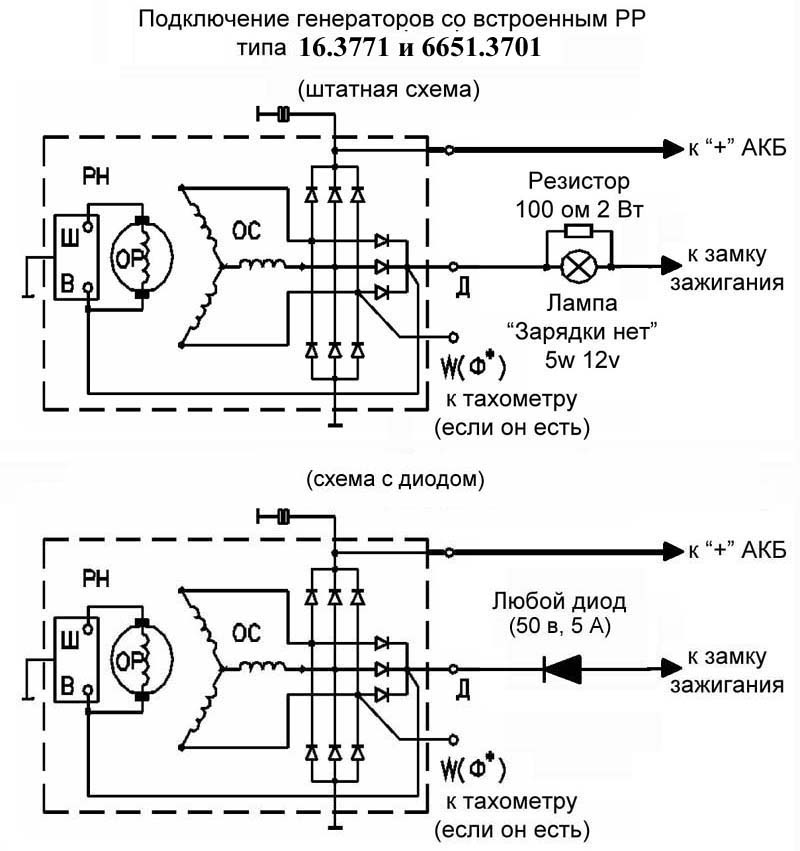 Подключение генераторов со встроенным РР
типа 16.3771 и 6651.3701
(штатная схема)
к “+” АКБ
РН
Резистор
100 ом 2 Вт
Ш
ОР
ОС
В
Д
к замку
зажигания
Лампа
“Зарядки нет”
5w 12v
W(Ф*)
к тахометру
(если он есть)
(схема с диодом)
к “+” АКБ
РН
Любой диод
(50 в, 5 А)
Ш
ОР
ОС
В
Д
к замку
зажигания
W(Ф*)
к тахометру
(если он есть)